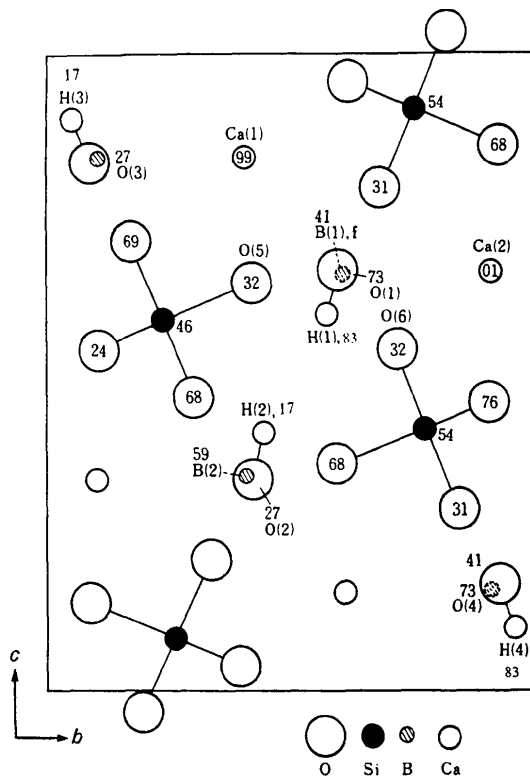 17
H(3)
54
Ca(1)
99
27
O(3)
68
31
69
41
B(1),f
Ca(2)
O(5)
32
73
O(1)
01
46
H(1), 83
O(6)
24
32
68
76
H(2), 17
54
59
B(2)
68
31
27
O(2)
41
73
O(4)
H(4)
83
c
b
O Si B Ca